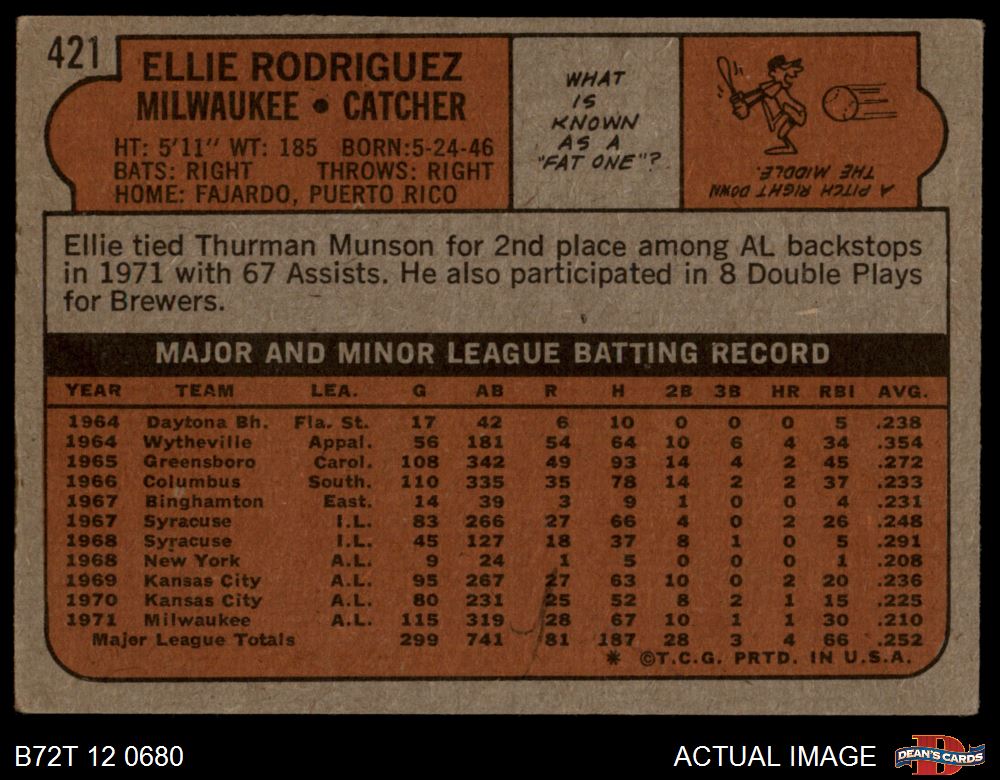 421
ELLIE RODRIGUEZ
MILWAUKEE • CATCHER
HT: 5'11" WT: 185 BORN: 5-24-46
BATS: RIGHT THROWS: RIGHT
HOME: FAJARDO, PUERTO RICO
WHAT
IS
KNOWN
AS A
"FAT ONE"?
A PITCH RIGHT DOWN
THE MIDDLE.
Ellie tied Thurman Munson for 2nd place among AL backstops
in 1971 with 67 Assists. He also participated in 8 Double Plays
for Brewers.
MAJOR AND MINOR LEAGUE BATTING RECORD
YEAR TEAM LEA. G AB R H 2B 3B HR RBI AVG.
1964 Daytona Bh. Fla. St. 17 42 6 10 0 0 0 5 .238
1964 Wytheville Appal. 56 181 54 64 10 6 4 34 .354
1965 Greensboro Carol. 108 342 49 93 14 4 2 45 .272
1966 Columbus South. 110 335 35 78 14 2 2 37 .233
1967 Binghamton East. 14 39 3 9 1 0 0 4 .231
1967 Syracuse I.L. 83 266 27 66 4 0 2 26 .248
1968 Syracuse I.L. 45 127 18 37 8 1 0 5 .291
1968 New York A.L. 9 24 1 5 0 0 0 1 .208
1969 Kansas City A.L. 95 267 27 63 10 0 2 20 .236
1970 Kansas City A.L. 80 231 25 52 8 2 1 15 .225
1971 Milwaukee A.L. 115 319 28 67 10 1 1 30 .210
Major League Totals 299 741 81 187 28 3 4 66 .252
* ©T.C.G. PRTD. IN U.S.A.
B72T 12 0680
ACTUAL IMAGE
DEAN'S CARDS